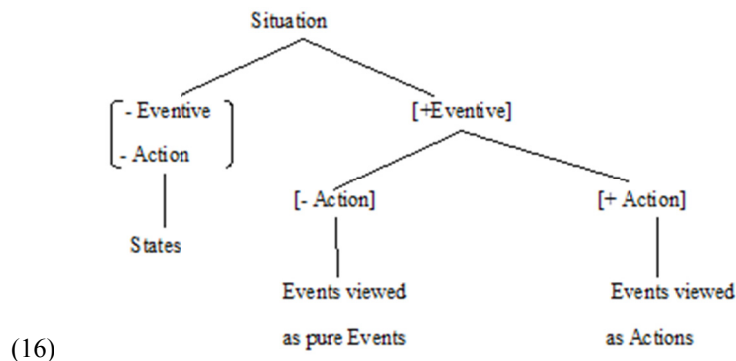 Situation
- Eventive [+Eventive]
- Action
[- Action] [+ Action]
States
Events viewed Events viewed
(16) as pure Events as Actions